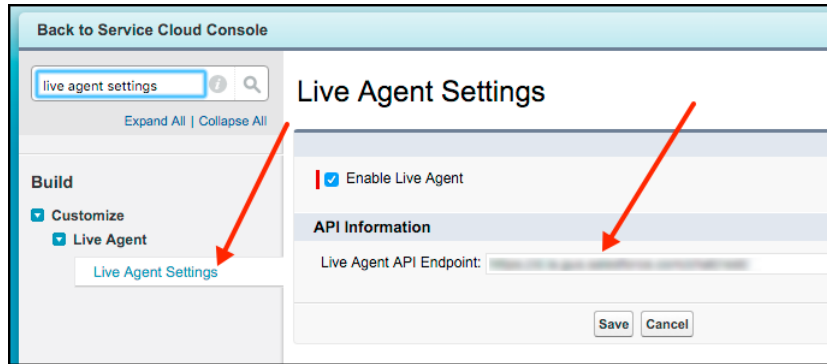 Back to Service Cloud Console
live agent settings
Expand All | Collapse All
Build
Customize
Live Agent
Live Agent Settings
Live Agent Settings
Enable Live Agent
API Information
Live Agent API Endpoint:
Save Cancel